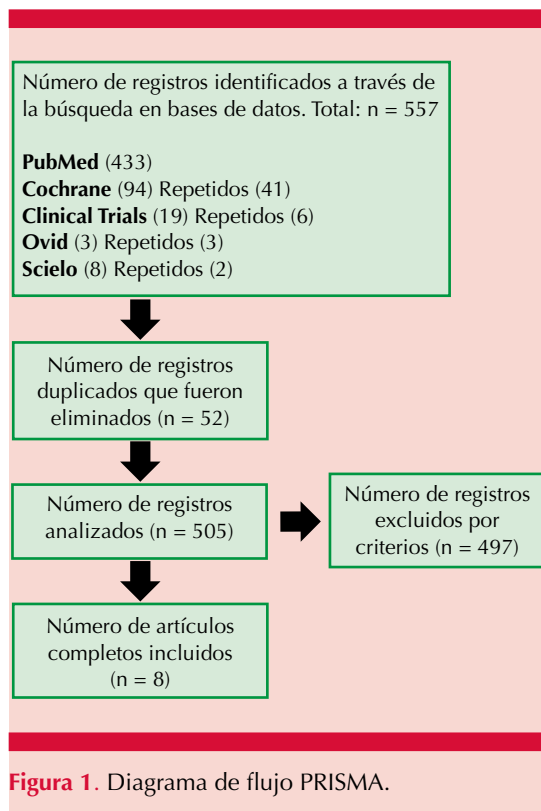 Número de registros identificados a través de
la búsqueda en bases de datos. Total: n = 557
PubMed (433)
Cochrane (94) Repetidos (41)
Clinical Trials (19) Repetidos (6)
Ovid (3) Repetidos (3)
Scielo (8) Repetidos (2)
Número de registros
duplicados que fueron
eliminados (n = 52)
Número de registros
analizados (n = 505)
Número de registros
excluidos por
criterios (n = 497)
Número de artículos
completos incluidos
(n = 8)
Figura 1. Diagrama de flujo PRISMA.